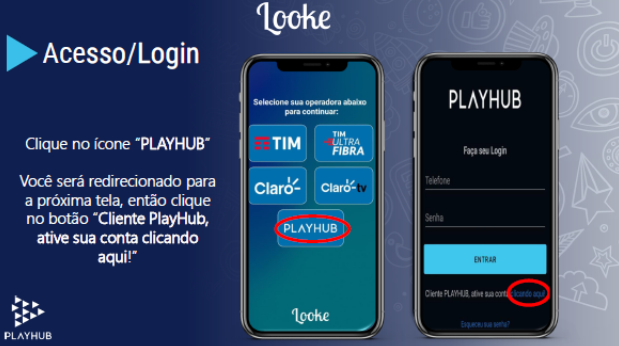 Looke
Acesso/Login
Clique no ícone “PLAYHUB”
Você será redirecionado para
a próxima tela, então clique
no botão “Cliente PlayHub,
ative sua conta clicando
aqui!”
PLAYHUB
Selecione sua operadora abaixo
para continuar:
TIM
TIM
ULTRA
FIBRA
Claro
Claro tv
PLAYHUB
Looke
PLAYHUB
Faça seu Login
Telefone
Senha
ENTRAR
Cliente PLAYHUB, ative sua conta clicando aqui!
Esqueceu sua senha?